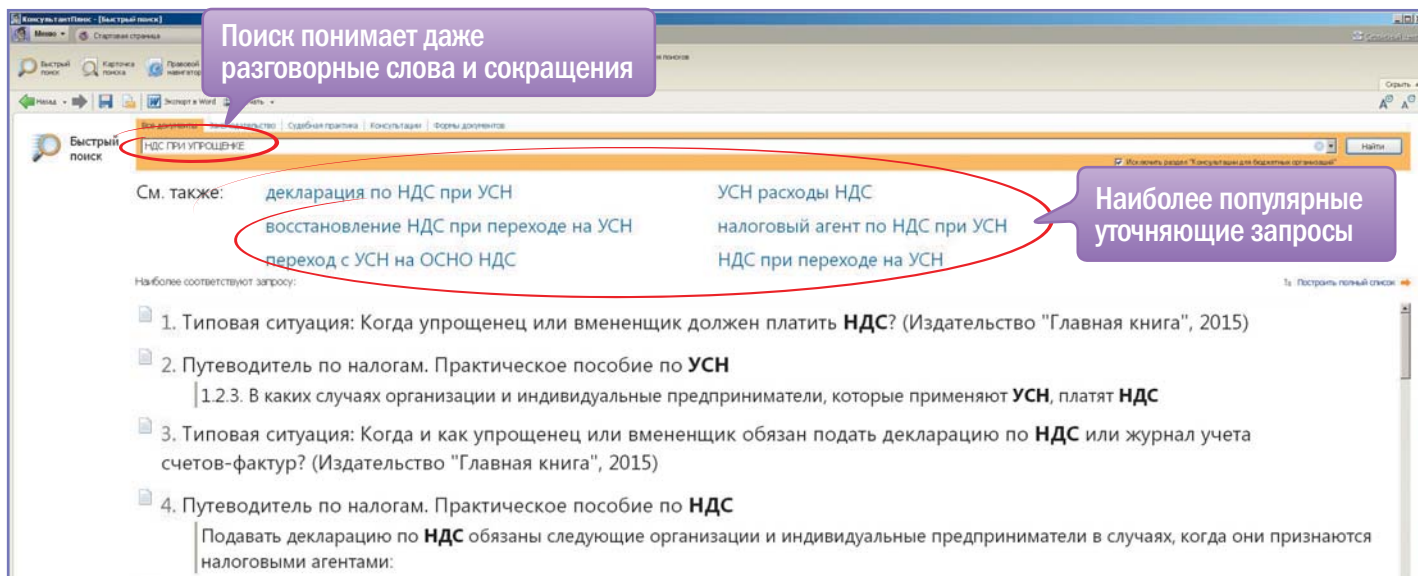 КонсультантПлюс - [Быстрый поиск]
Меню
Стартовая страница
Поиск понимает даже
разговорные слова и сокращения
Быстрый
поиск
Карточка
поиска
Правовой
навигатор
Скрыть
Назад
Экспорт в Word
Все документы
Законодательство
Судебная практика
Консультации
Формы документов
Быстрый
поиск
НДС ПРИ УПРОЩЕНКЕ
Найти
Исключить раздел "Консультации для бюджетных организаций"
См. также:
декларация по НДС при УСН
УСН расходы НДС
восстановление НДС при переходе на УСН
налоговый агент по НДС при УСН
переход с УСН на ОСНО НДС
НДС при переходе на УСН
Наиболее популярные
уточняющие запросы
Наиболее соответствуют запросу:
Построить полный список
1. Типовая ситуация: Когда упрощенец или вмененщик должен платить НДС? (Издательство "Главная книга", 2015)
2. Путеводитель по налогам. Практическое пособие по УСН
1.2.3. В каких случаях организации и индивидуальные предприниматели, которые применяют УСН, платят НДС
3. Типовая ситуация: Когда и как упрощенец или вмененщик обязан подать декларацию по НДС или журнал учета
счетов-фактур? (Издательство "Главная книга", 2015)
4. Путеводитель по налогам. Практическое пособие по НДС
Подавать декларацию по НДС обязаны следующие организации и индивидуальные предприниматели в случаях, когда они признаются
налоговыми агентами: